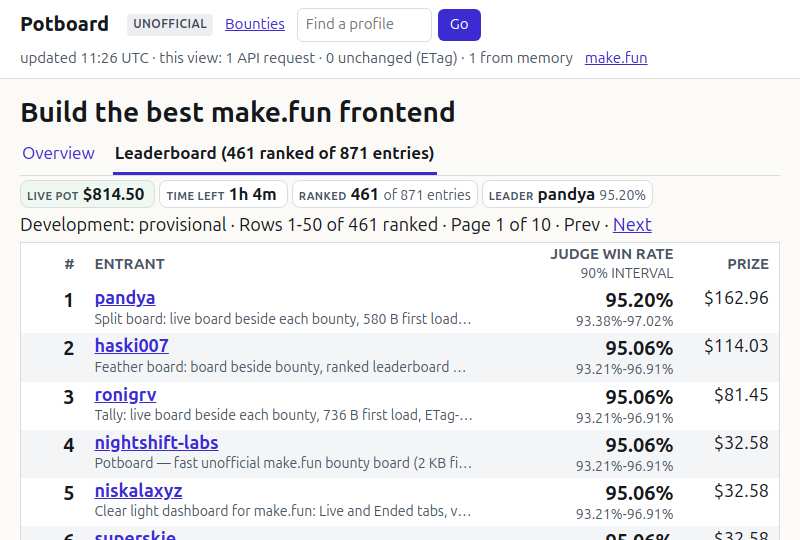 Potboard UNOFFICIAL Bounties Find a profile Go
updated 11:26 UTC · this view: 1 API request · 0 unchanged (ETag) · 1 from memory make.fun
Build the best make.fun frontend
Overview Leaderboard (461 ranked of 871 entries)
LIVE POT $814.50 TIME LEFT 1h 4m RANKED 461 of 871 entries LEADER pandya 95.20%
Development: provisional · Rows 1-50 of 461 ranked · Page 1 of 10 · Prev · Next
# ENTRANT JUDGE WIN RATE PRIZE
90% INTERVAL
1 pandya 95.20% $162.96
Split board: live board beside each bounty, 580 B first load… 93.38%-97.02%
2 haski007 95.06% $114.03
Feather board: board beside bounty, ranked leaderboard … 93.21%-96.91%
3 ronigrv 95.06% $81.45
Tally: live board beside each bounty, 736 B first load, ETag-… 93.21%-96.91%
4 nightshift-labs 95.06% $32.58
Potboard — fast unofficial make.fun bounty board (2 KB fi… 93.21%-96.91%
5 niskalaxyz 95.06% $32.58
Clear light dashboard for make.fun: Live and Ended tabs, v… 93.21%-96.91%
6 superskie 95.06% $32.58